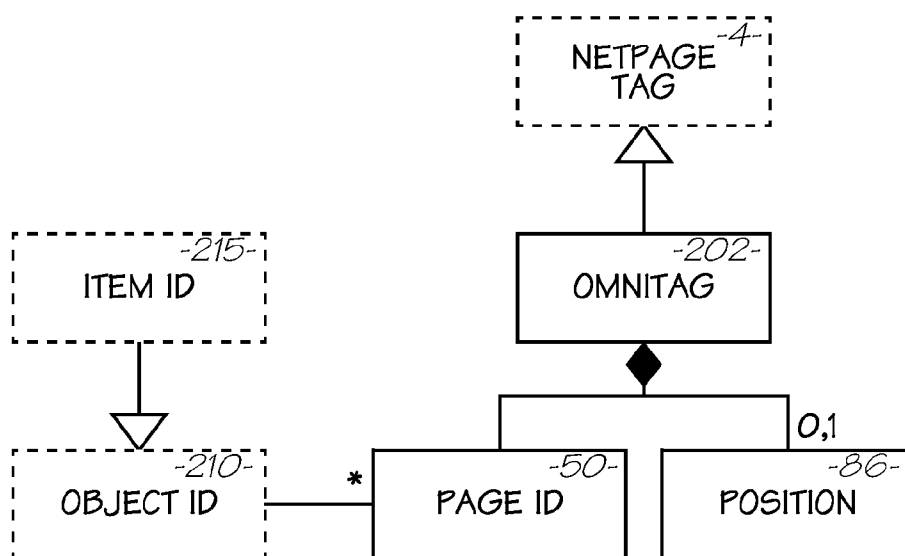 -4-
NETPAGE
TAG
-215-
ITEM ID
-202-
OMNITAG
0,1
-210-
OBJECT ID
*
-50-
PAGE ID
-86-
POSITION